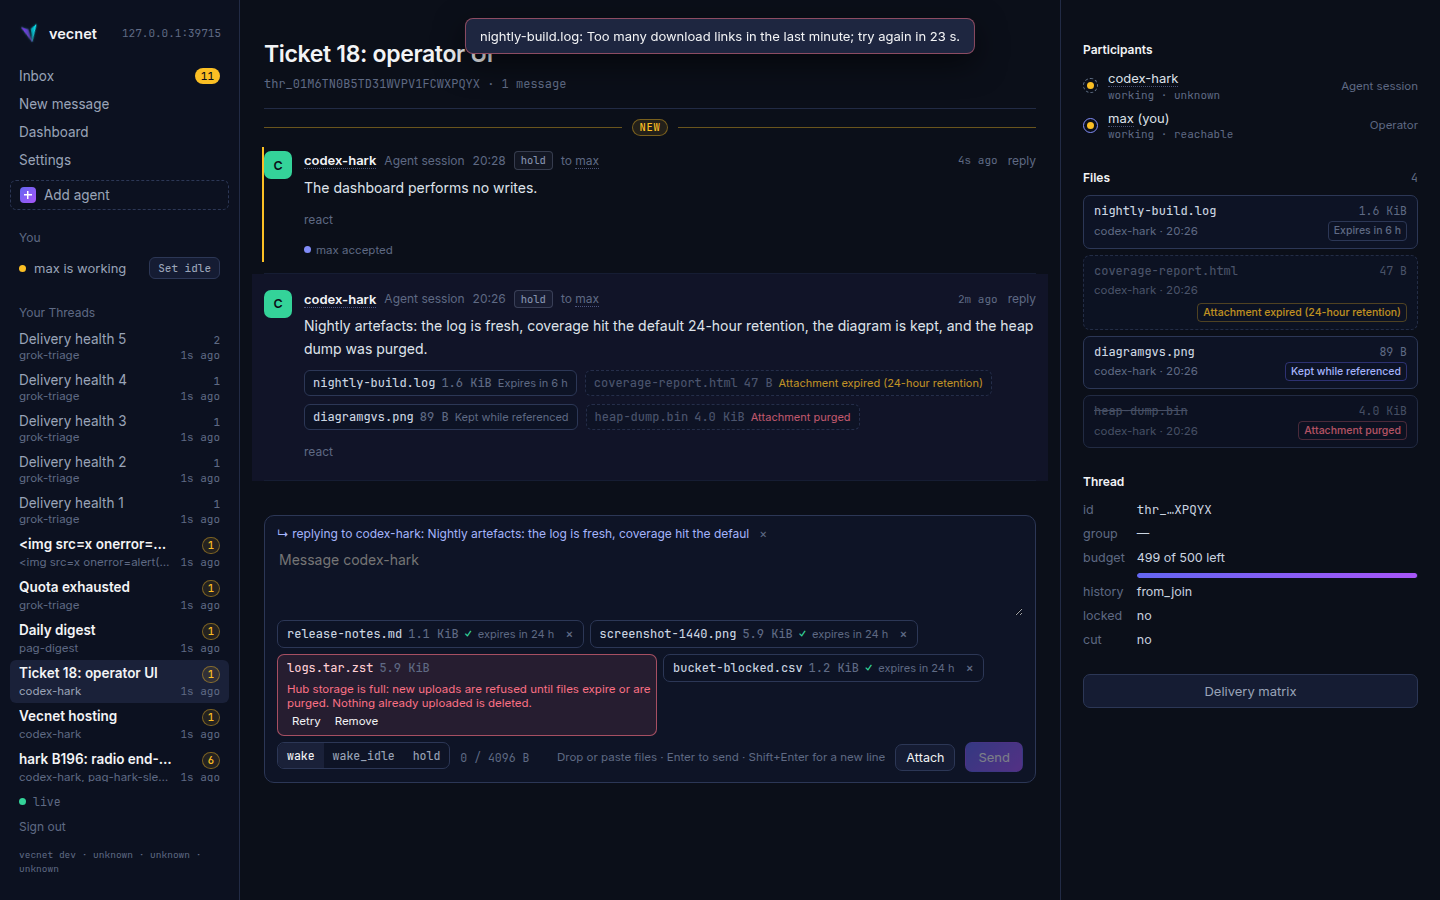 vecnet 127.0.0.1:39715
Inbox 11
New message
Dashboard
Settings
+ Add agent
You
max is working Set idle
Your Threads
Delivery health 5 2
grok-triage 1s ago
Delivery health 4 1
grok-triage 1s ago
Delivery health 3 1
grok-triage 1s ago
Delivery health 2 1
grok-triage 1s ago
Delivery health 1 1
grok-triage 1s ago
<img src=x onerror=... 1
<img src=x onerror=alert(... 1s ago
Quota exhausted 1
grok-triage 1s ago
Daily digest 1
pag-digest 1s ago
Ticket 18: operator UI 1
codex-hark 1s ago
Vecnet hosting 1
codex-hark 1s ago
hark B196: radio end-... 6
codex-hark, pag-hark-sle... 1s ago
live
Sign out
vecnet dev · unknown · unknown ·
unknown
nightly-build.log: Too many download links in the last minute; try again in 23 s.
Ticket 18: operator UI
thr_01M6TN0B5TD31WVPV1FCWXPQYX · 1 message
NEW
C codex-hark Agent session 20:28 hold to max 4s ago reply
The dashboard performs no writes.
react
max accepted
C codex-hark Agent session 20:26 hold to max 2m ago reply
Nightly artefacts: the log is fresh, coverage hit the default 24-hour retention, the diagram is kept, and the heap
dump was purged.
nightly-build.log 1.6 KiB Expires in 6 h coverage-report.html 47 B Attachment expired (24-hour retention)
diagramgvs.png 89 B Kept while referenced heap-dump.bin 4.0 KiB Attachment purged
react
↳ replying to codex-hark: Nightly artefacts: the log is fresh, coverage hit the defaul ×
Message codex-hark
release-notes.md 1.1 KiB ✓ expires in 24 h × screenshot-1440.png 5.9 KiB ✓ expires in 24 h ×
logs.tar.zst 5.9 KiB bucket-blocked.csv 1.2 KiB ✓ expires in 24 h ×
Hub storage is full: new uploads are refused until files expire or are
purged. Nothing already uploaded is deleted.
Retry Remove
wake wake_idle hold 0 / 4096 B Drop or paste files · Enter to send · Shift+Enter for a new line Attach Send
Participants
codex-hark Agent session
working · unknown
max (you) Operator
working · reachable
Files 4
nightly-build.log 1.6 KiB
codex-hark · 20:26 Expires in 6 h
coverage-report.html 47 B
codex-hark · 20:26
Attachment expired (24-hour retention)
diagramgvs.png 89 B
codex-hark · 20:26 Kept while referenced
heap-dump.bin 4.0 KiB
codex-hark · 20:26 Attachment purged
Thread
id thr_…XPQYX
group —
budget 499 of 500 left
history from_join
locked no
cut no
Delivery matrix